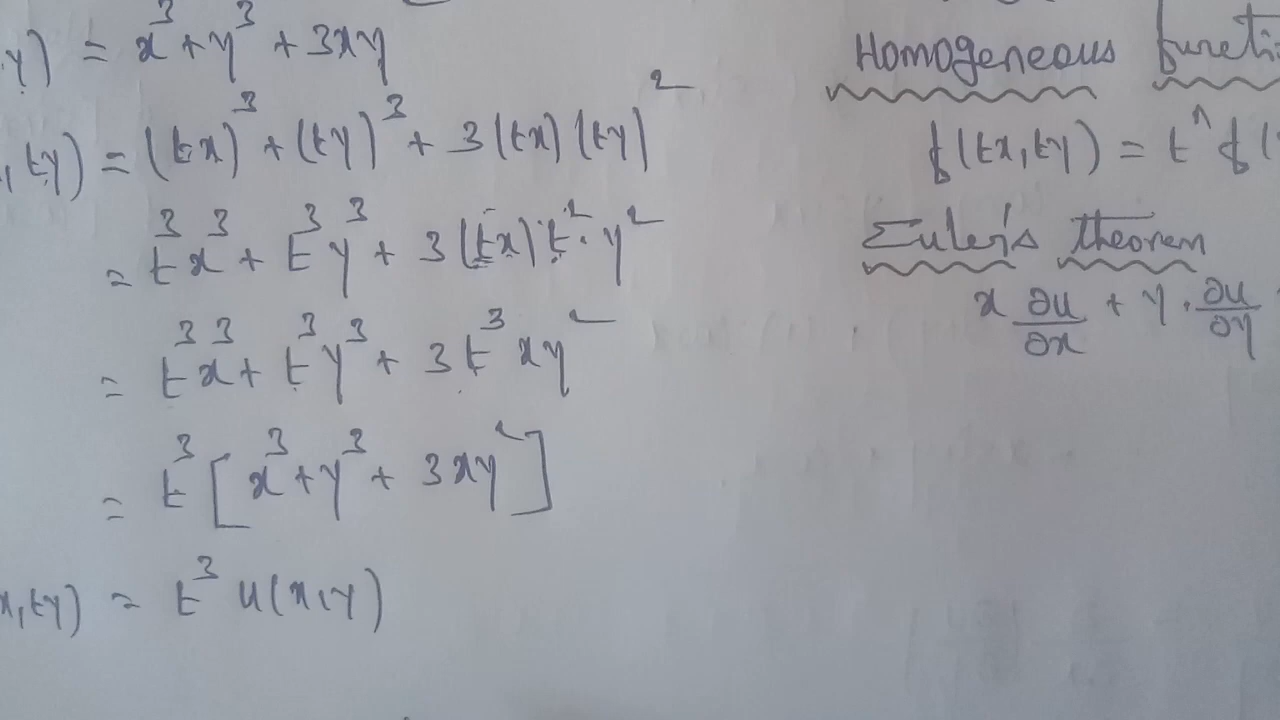 y) = x³ + y³ + 3xy
, ty) = (tx)³ + (ty)³ + 3(tx)(ty)²
= t³x³ + t³y³ + 3(tx)t²·y²
= t³x³ + t³y³ + 3t³xy²
= t³[x³ + y³ + 3xy²]
x,ty) = t³ u(x,y)
Homogeneous functi
f(tx,ty) = tⁿ f(
Euler's theorem
x ∂u/∂x + y·∂u/∂y